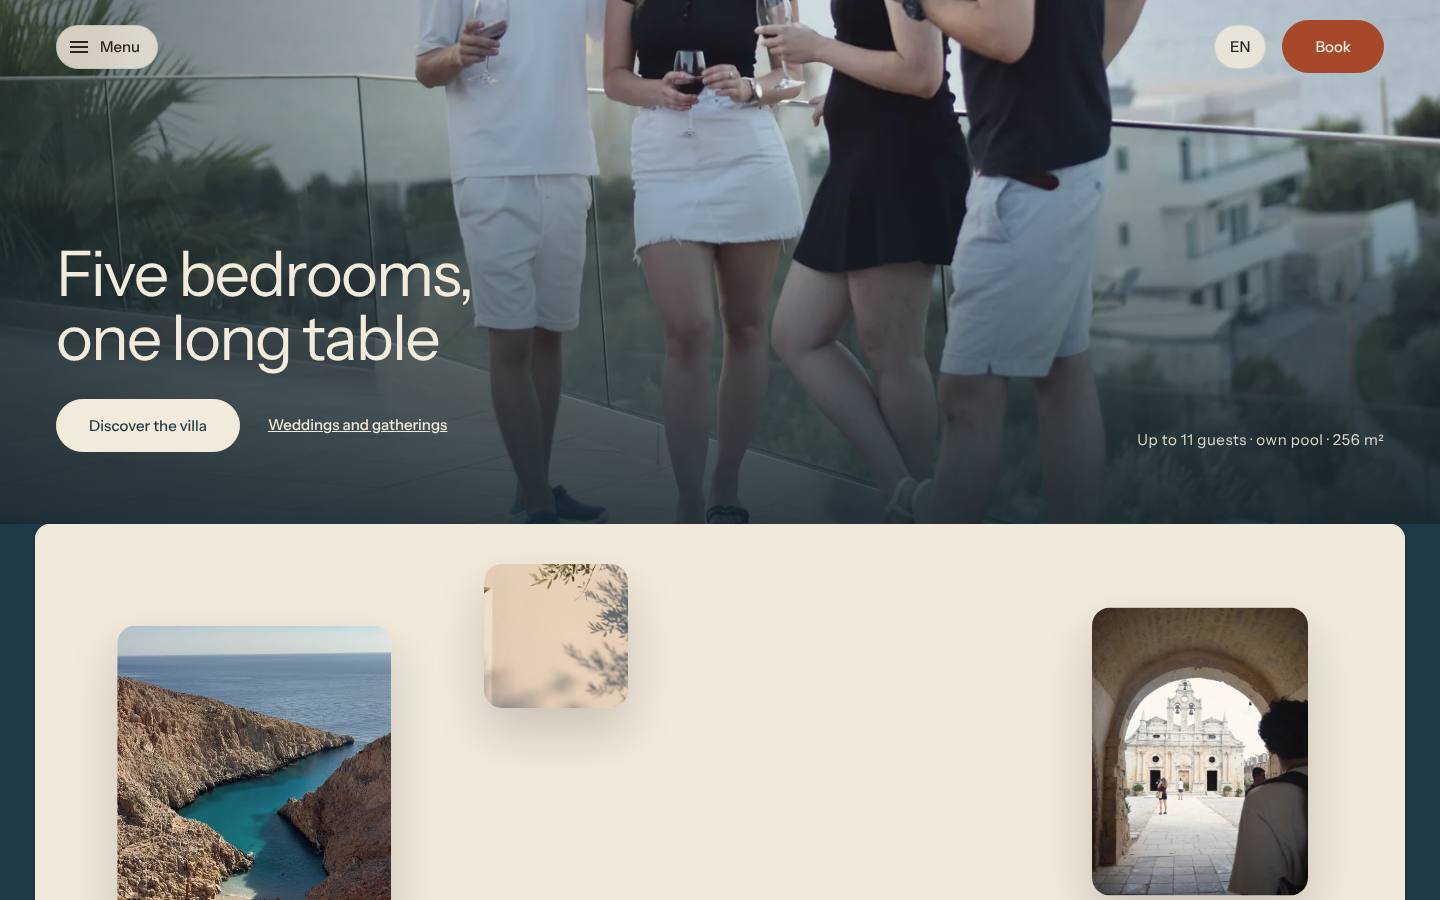 Menu
EN
Book
Five bedrooms,
one long table
Discover the villa
Weddings and gatherings
Up to 11 guests · own pool · 256 m²